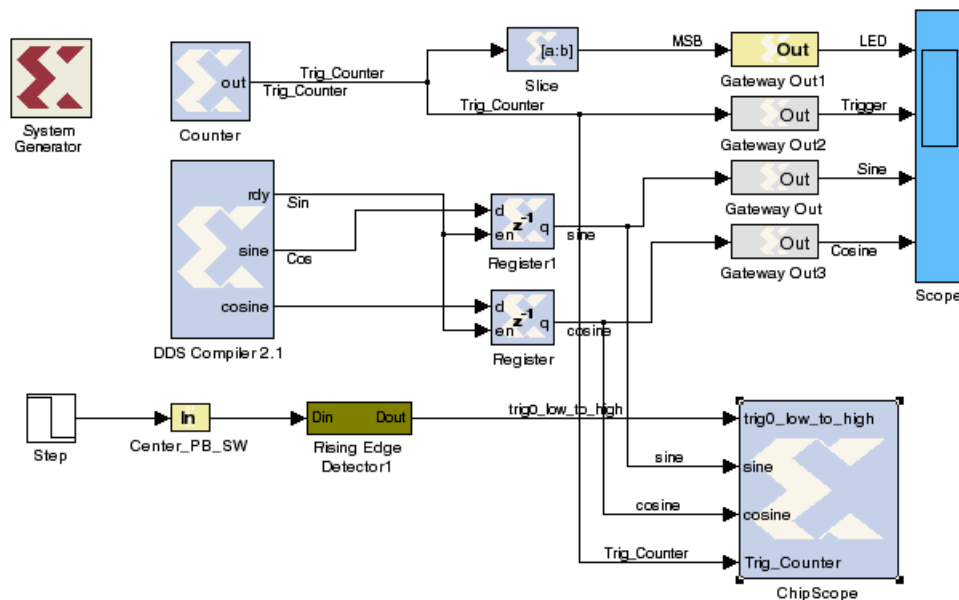 System
Generator
out
Counter
Trig_Counter
Trig_Counter
[a:b]
Slice
MSB
Out
Gateway Out1
LED
Trig_Counter
Out
Gateway Out2
Trigger
Out
Gateway Out
Sine
Out
Gateway Out3
Cosine
Scope
rdy
sine
cosine
DDS Compiler 2.1
Sin
Cos
d
en
z-1
q
Register1
sine
d
en
z-1
q
Register
cosine
Step
In
Center_PB_SW
Din
Dout
Rising Edge
Detector1
trig0_low_to_high
sine
cosine
Trig_Counter
trig0_low_to_high
sine
cosine
Trig_Counter
ChipScope